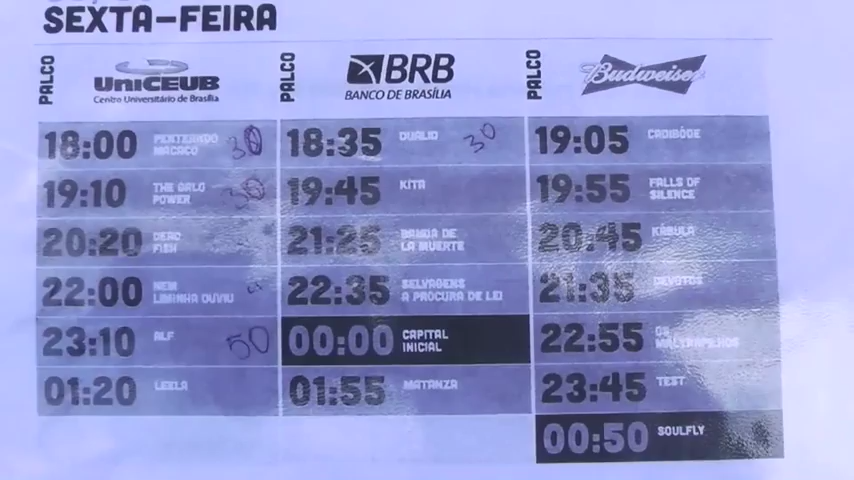 SEXTA-FEIRA
PALCO UNICEUB
Centro Universitário de Brasília
PALCO BRB
BANCO DE BRASÍLIA
PALCO Budweiser
18:00 PENTEADO 30
MACACO
18:35 DUALID 30
19:05 CADIBÓDE
19:10 THE GALO 30
POWER
19:45 KITA
19:55 FALLS OF
SILENCE
20:20 DEAD
FISH
21:25 BANDA DE
LA MUERTE
20:45 KÁBULA
22:00 NEM
LIMINHA OUVIU
22:35 SELVAGENS
A PROCURA DE LEI
21:35 DEVOTOS
23:10 ALF 50
00:00 CAPITAL
INICIAL
22:55 OS
MALTRAPILHOS
01:20 LEELA
01:55 MATANZA
23:45 TEST
00:50 SOULFLY